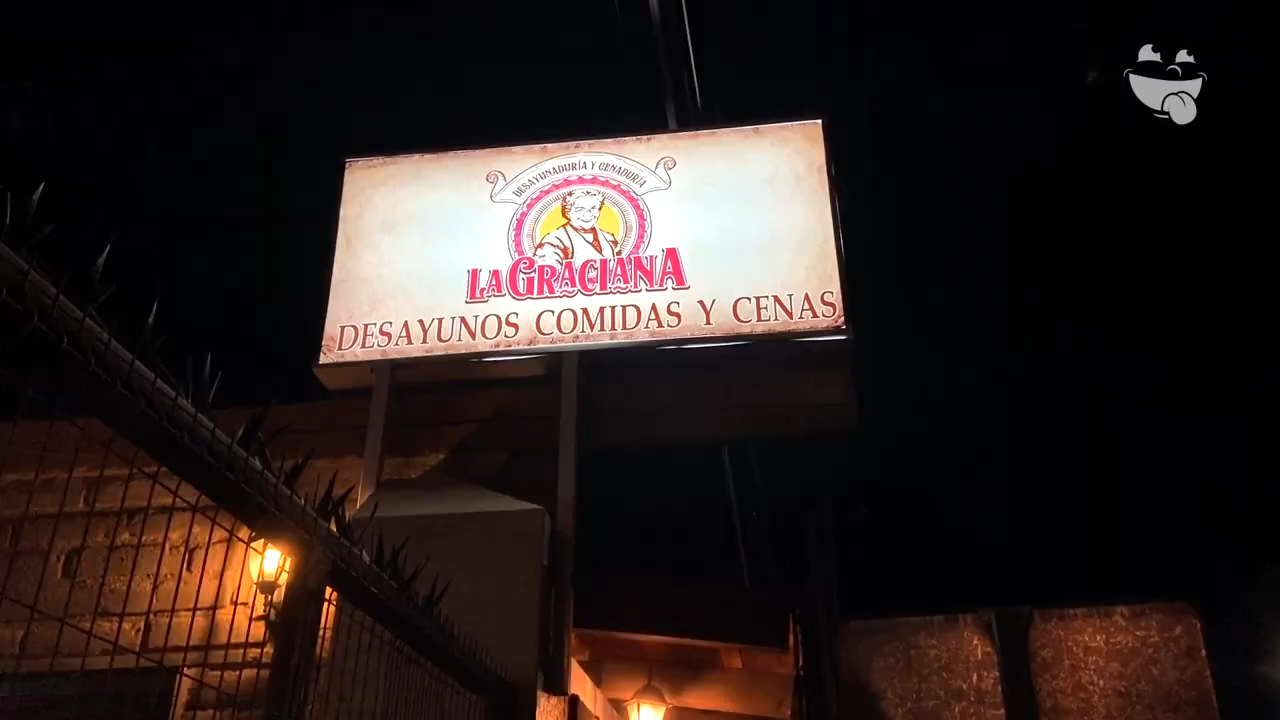 DESAYUNADURÍA Y CENADURÍA
LA GRACIANA
DESAYUNOS COMIDAS Y CENAS